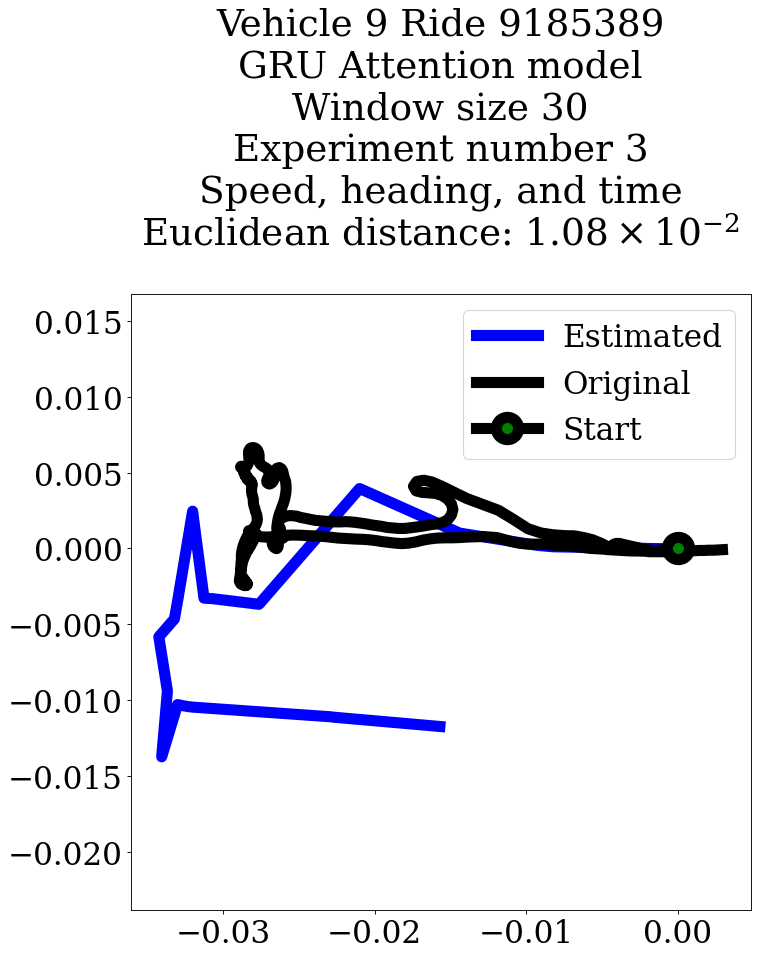 Vehicle 9 Ride 9185389
GRU Attention model
Window size 30
Experiment number 3
Speed, heading, and time
Euclidean distance: 1.08 × 10⁻²
Estimated
Original
Start
0.015
0.010
0.005
0.000
−0.005
−0.010
−0.015
−0.020
−0.03
−0.02
−0.01
0.00